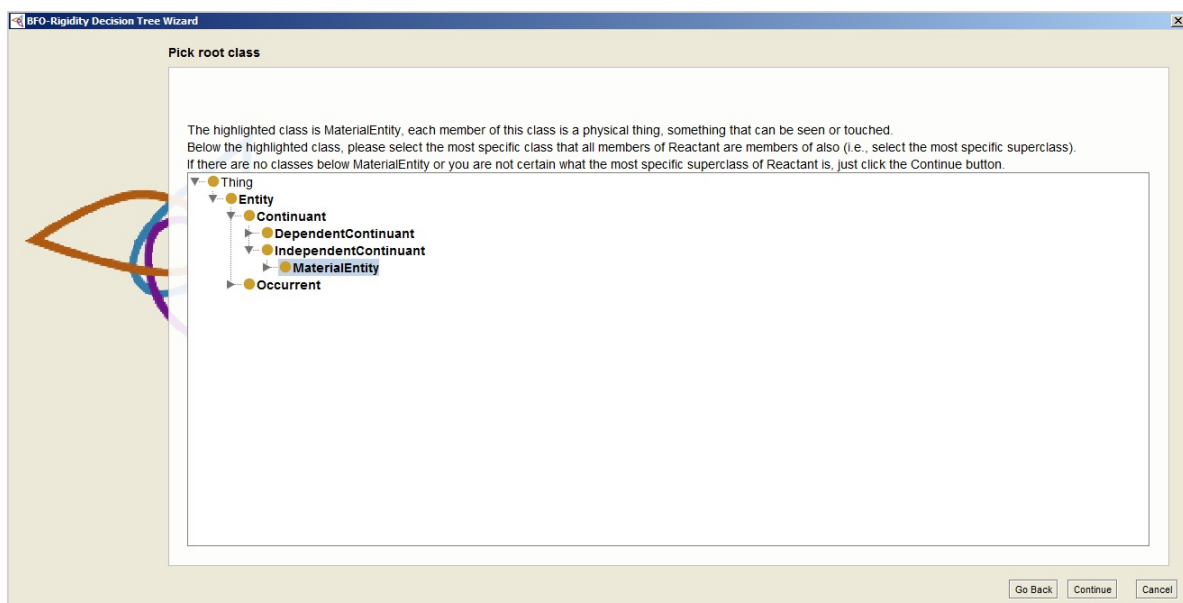 BFO-Rigidity Decision Tree Wizard
Pick root class
The highlighted class is MaterialEntity, each member of this class is a physical thing, something that can be seen or touched.
Below the highlighted class, please select the most specific class that all members of Reactant are members of also (i.e., select the most specific superclass).
If there are no classes below MaterialEntity or you are not certain what the most specific superclass of Reactant is, just click the Continue button.
Thing
Entity
Continuant
DependentContinuant
IndependentContinuant
MaterialEntity
Occurrent
Go Back Continue Cancel